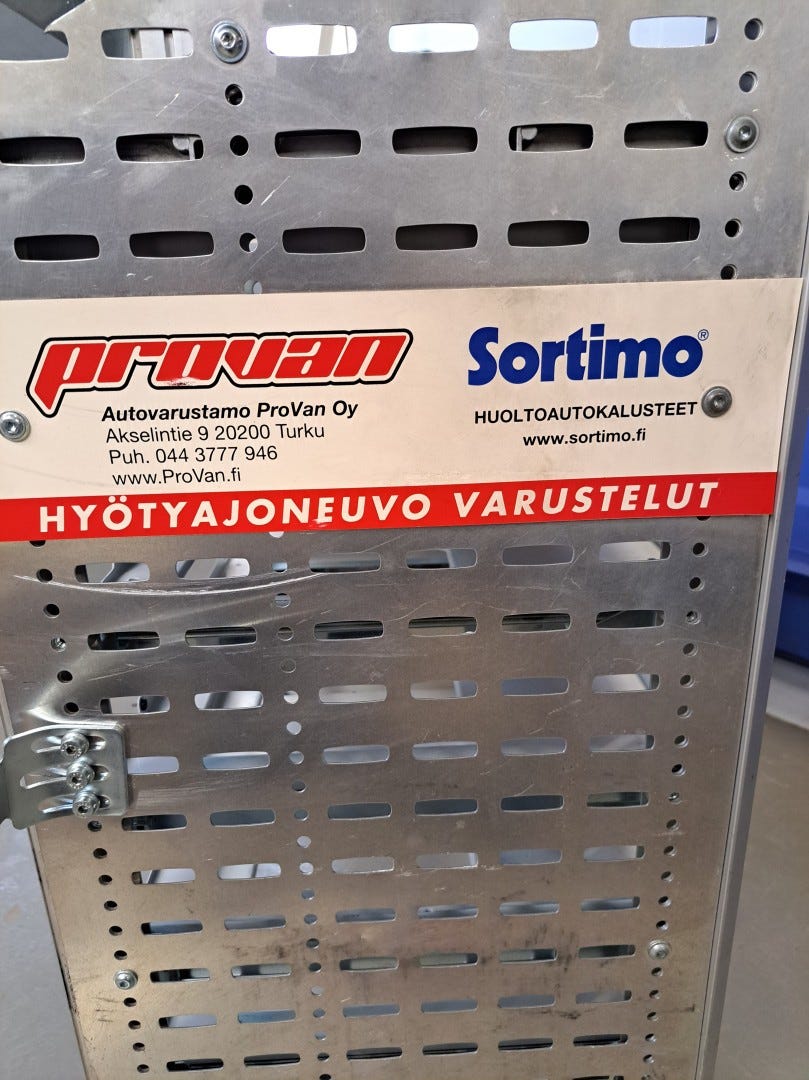 provan
Autovarustamo ProVan Oy
Akselintie 9 20200 Turku
Puh. 044 3777 946
www.ProVan.fi
Sortimo®
HUOLTOAUTOKALUSTEET
www.sortimo.fi
HYÖTYAJONEUVO VARUSTELUT